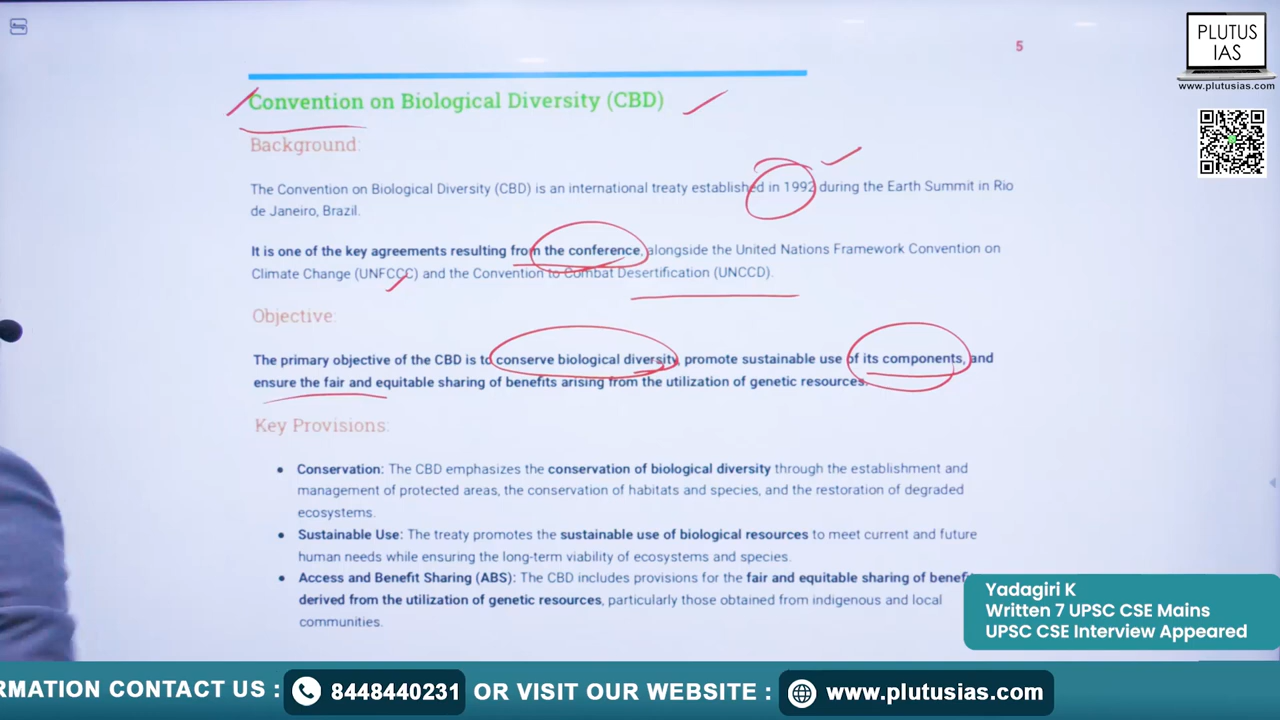 5
PLUTUS
IAS
www.plutusias.com
Convention on Biological Diversity (CBD)
Background:
The Convention on Biological Diversity (CBD) is an international treaty established in 1992 during the Earth Summit in Rio
de Janeiro, Brazil.
It is one of the key agreements resulting from the conference, alongside the United Nations Framework Convention on
Climate Change (UNFCCC) and the Convention to Combat Desertification (UNCCD).
Objective:
The primary objective of the CBD is to conserve biological diversity, promote sustainable use of its components, and
ensure the fair and equitable sharing of benefits arising from the utilization of genetic resources.
Key Provisions:
• Conservation: The CBD emphasizes the conservation of biological diversity through the establishment and
management of protected areas, the conservation of habitats and species, and the restoration of degraded
ecosystems.
• Sustainable Use: The treaty promotes the sustainable use of biological resources to meet current and future
human needs while ensuring the long-term viability of ecosystems and species.
• Access and Benefit Sharing (ABS): The CBD includes provisions for the fair and equitable sharing of benef
derived from the utilization of genetic resources, particularly those obtained from indigenous and local
communities.
Yadagiri K
Written 7 UPSC CSE Mains
UPSC CSE Interview Appeared
RMATION CONTACT US : 8448440231 OR VISIT OUR WEBSITE : www.plutusias.com